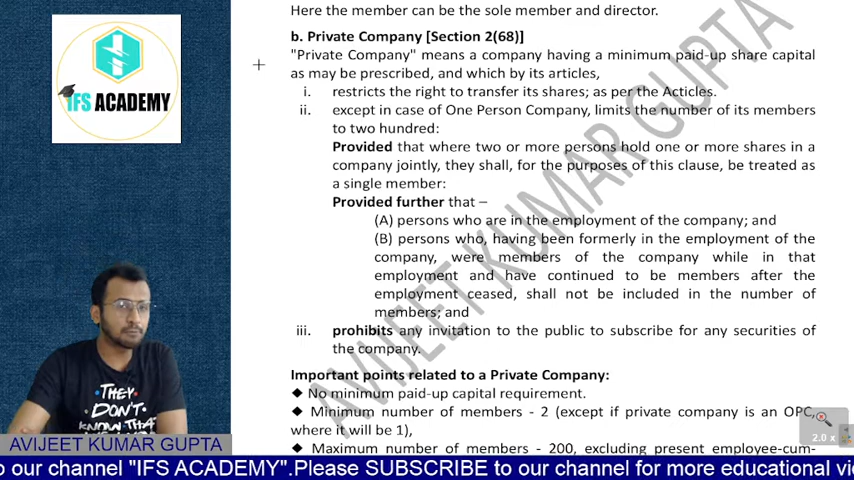 Here the member can be the sole member and director.
b. Private Company [Section 2(68)]
"Private Company" means a company having a minimum paid-up share capital
as may be prescribed, and which by its articles,
i. restricts the right to transfer its shares; as per the Acticles.
ii. except in case of One Person Company, limits the number of its members
to two hundred:
Provided that where two or more persons hold one or more shares in a
company jointly, they shall, for the purposes of this clause, be treated as
a single member:
Provided further that –
(A) persons who are in the employment of the company; and
(B) persons who, having been formerly in the employment of the
company, were members of the company while in that
employment and have continued to be members after the
employment ceased, shall not be included in the number of
members; and
iii. prohibits any invitation to the public to subscribe for any securities of
the company.
Important points related to a Private Company:
◆ No minimum paid-up capital requirement.
◆ Minimum number of members - 2 (except if private company is an OPC,
where it will be 1),
◆ Maximum number of members - 200, excluding present employee-cum-
AVIJEET KUMAR GUPTA
IFS ACADEMY
THEY
DON'T
KNOW THAT
AVIJEET KUMAR GUPTA
2.0 x
o our channel "IFS ACADEMY".Please SUBSCRIBE to our channel for more educational vi